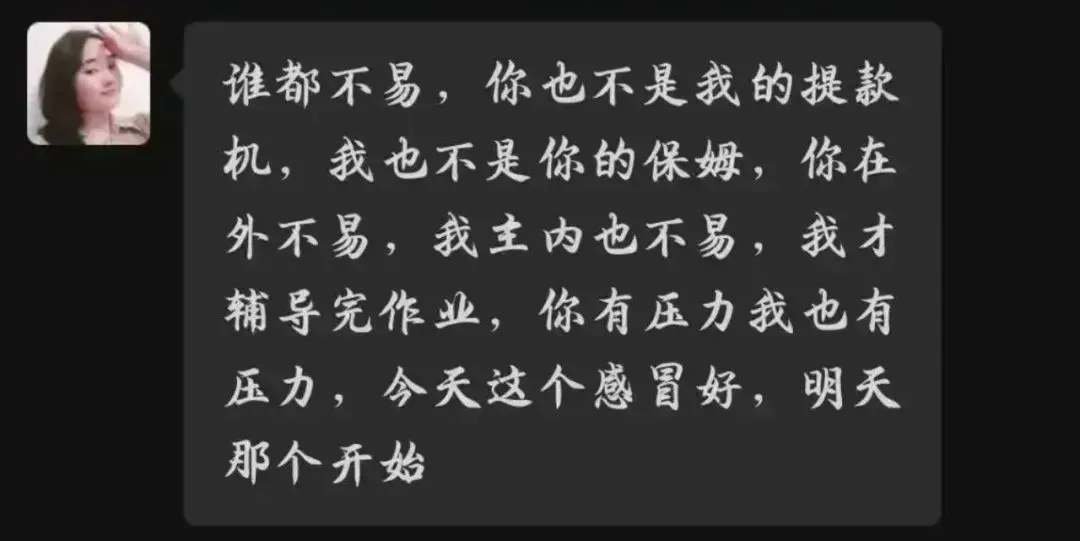 谁都不易，你也不是我的提款
机，我也不是你的保姆，你在
外不易，我主内也不易，我才
辅导完作业，你有压力我也有
压力，今天这个感冒好，明天
那个开始